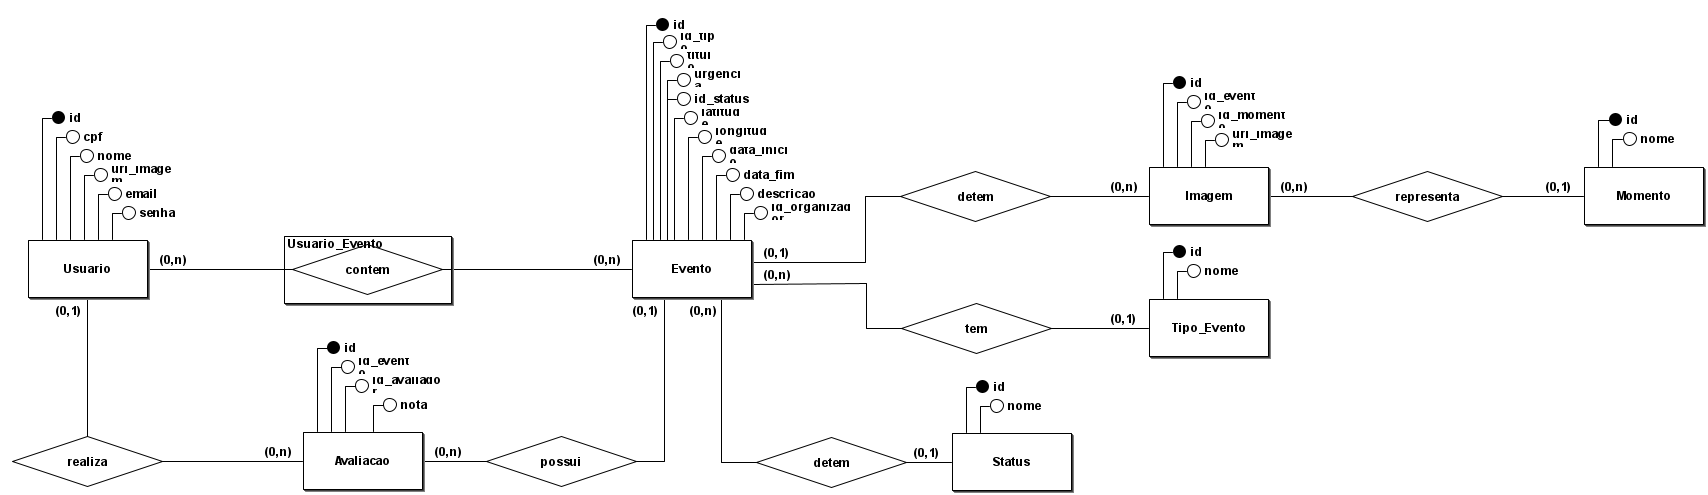 id
cpf
nome
url_imagem
email
senha
Usuario
(0,n)
(0,1)
Usuario_Evento
contem
(0,n)
id
id_tipo
titulo
urgencia
id_status
latitude
longitude
data_inicio
data_fim
descricao
id_organizador
Evento
(0,1)
(0,n)
(0,1)
(0,n)
detem
(0,n)
id
id_evento
id_momento
url_imagem
Imagem
(0,n)
representa
(0,1)
id
nome
Momento
tem
(0,1)
id
nome
Tipo_Evento
realiza
(0,n)
id
id_evento
id_avaliador
nota
Avaliacao
(0,n)
possui
detem
(0,1)
id
nome
Status